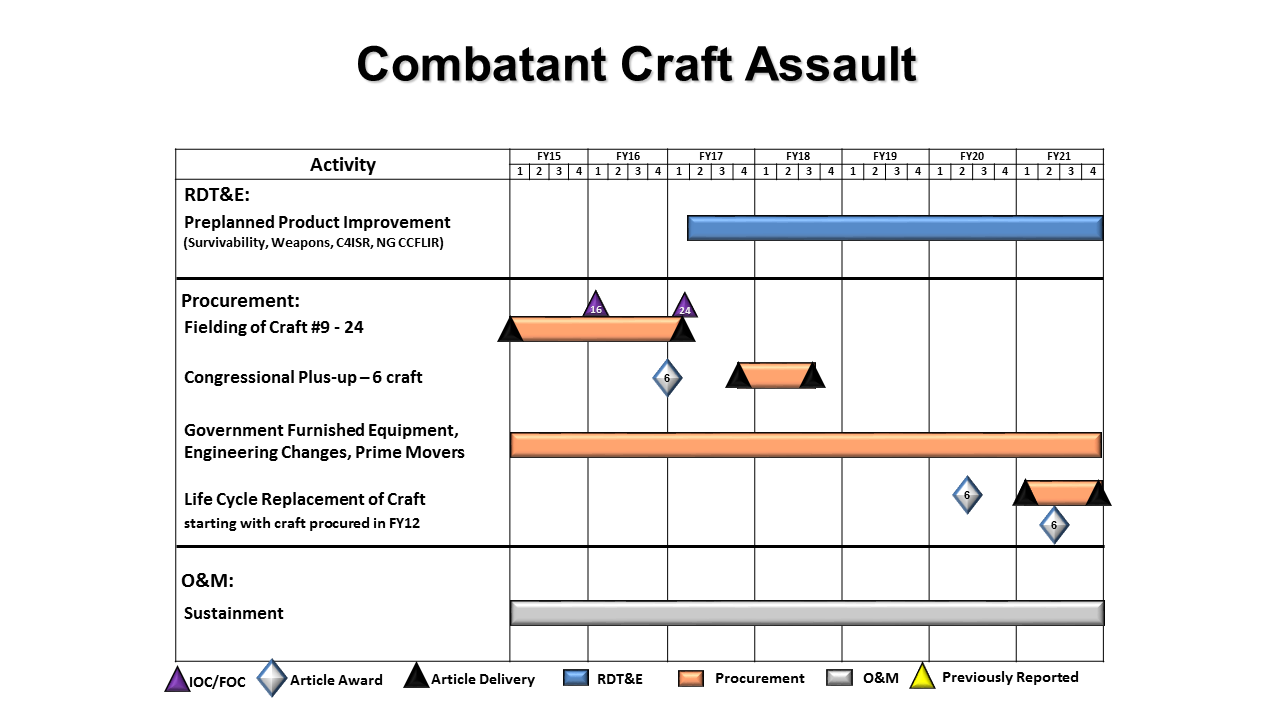 Combatant Craft Assault
Activity
FY15 FY16 FY17 FY18 FY19 FY20 FY21
1 2 3 4 1 2 3 4 1 2 3 4 1 2 3 4 1 2 3 4 1 2 3 4 1 2 3 4
RDT&E:
Preplanned Product Improvement
(Survivability, Weapons, C4ISR, NG CCFLIR)
Procurement:
16 24
Fielding of Craft #9 - 24
Congressional Plus-up – 6 craft 6
Government Furnished Equipment,
Engineering Changes, Prime Movers
Life Cycle Replacement of Craft 6
starting with craft procured in FY12 6
O&M:
Sustainment
IOC/FOC Article Award Article Delivery RDT&E Procurement O&M Previously Reported